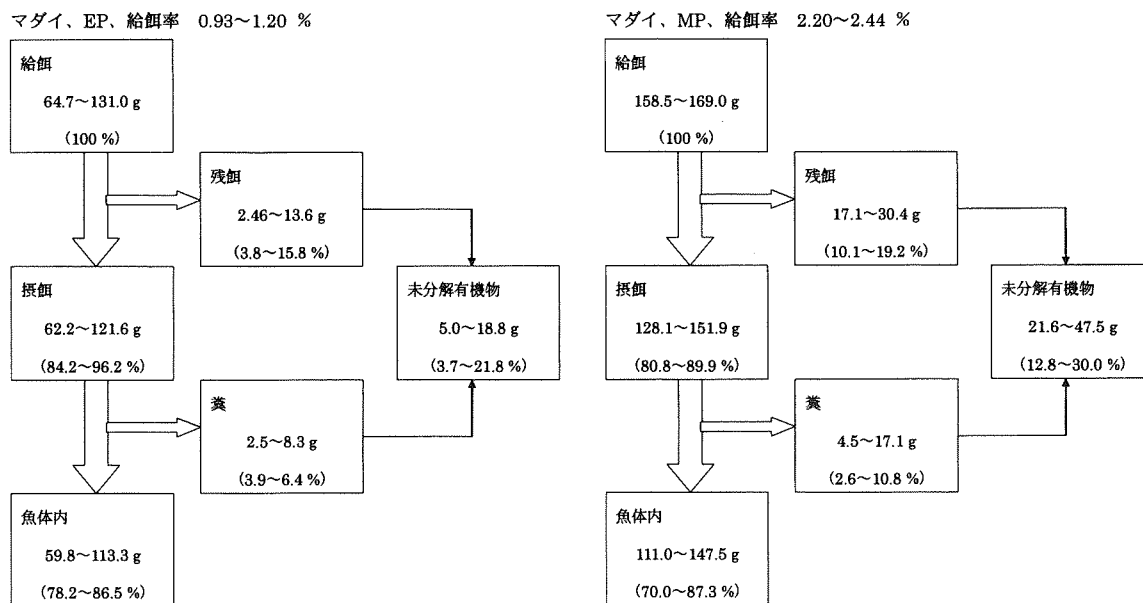 マダイ、EP、給餌率 0.93～1.20 %
給餌
64.7～131.0 g
(100 %)
残餌
2.46～13.6 g
(3.8～15.8 %)
摂餌
62.2～121.6 g
(84.2～96.2 %)
未分解有機物
5.0～18.8 g
(3.7～21.8 %)
糞
2.5～8.3 g
(3.9～6.4 %)
魚体内
59.8～113.3 g
(78.2～86.5 %)
マダイ、MP、給餌率 2.20～2.44 %
給餌
158.5～169.0 g
(100 %)
残餌
17.1～30.4 g
(10.1～19.2 %)
摂餌
128.1～151.9 g
(80.8～89.9 %)
未分解有機物
21.6～47.5 g
(12.8～30.0 %)
糞
4.5～17.1 g
(2.6～10.8 %)
魚体内
111.0～147.5 g
(70.0～87.3 %)